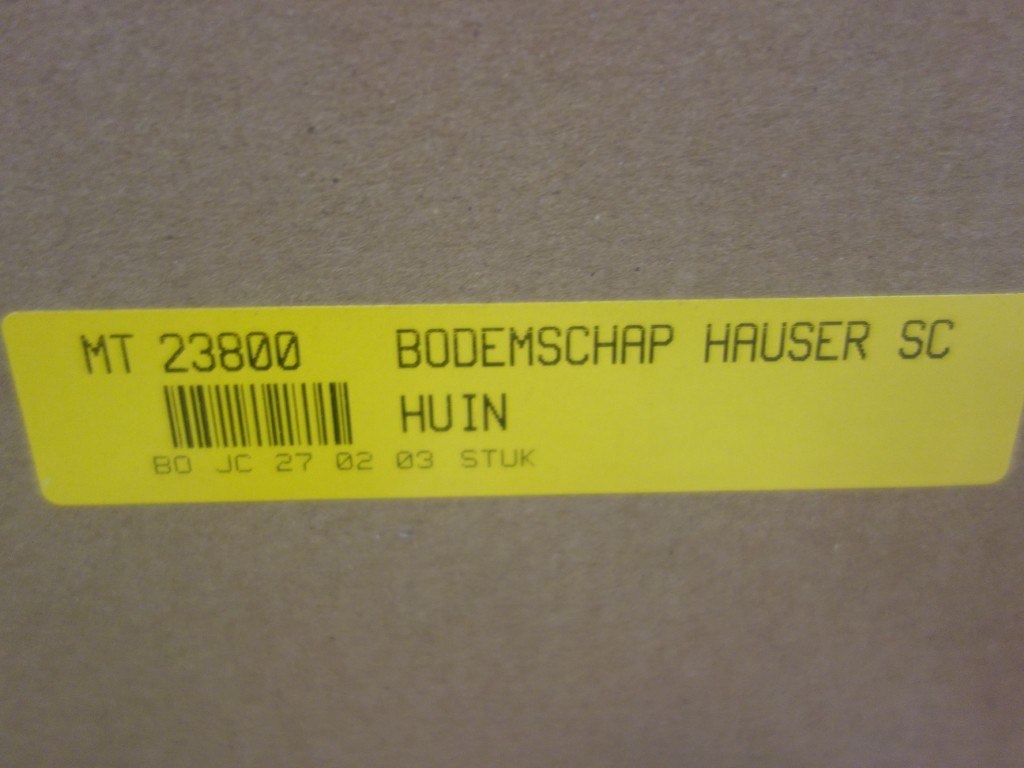 MT 23800 BODEMSCHAP HAUSER SC
HUIN
BO JC 27 02 03 STUK